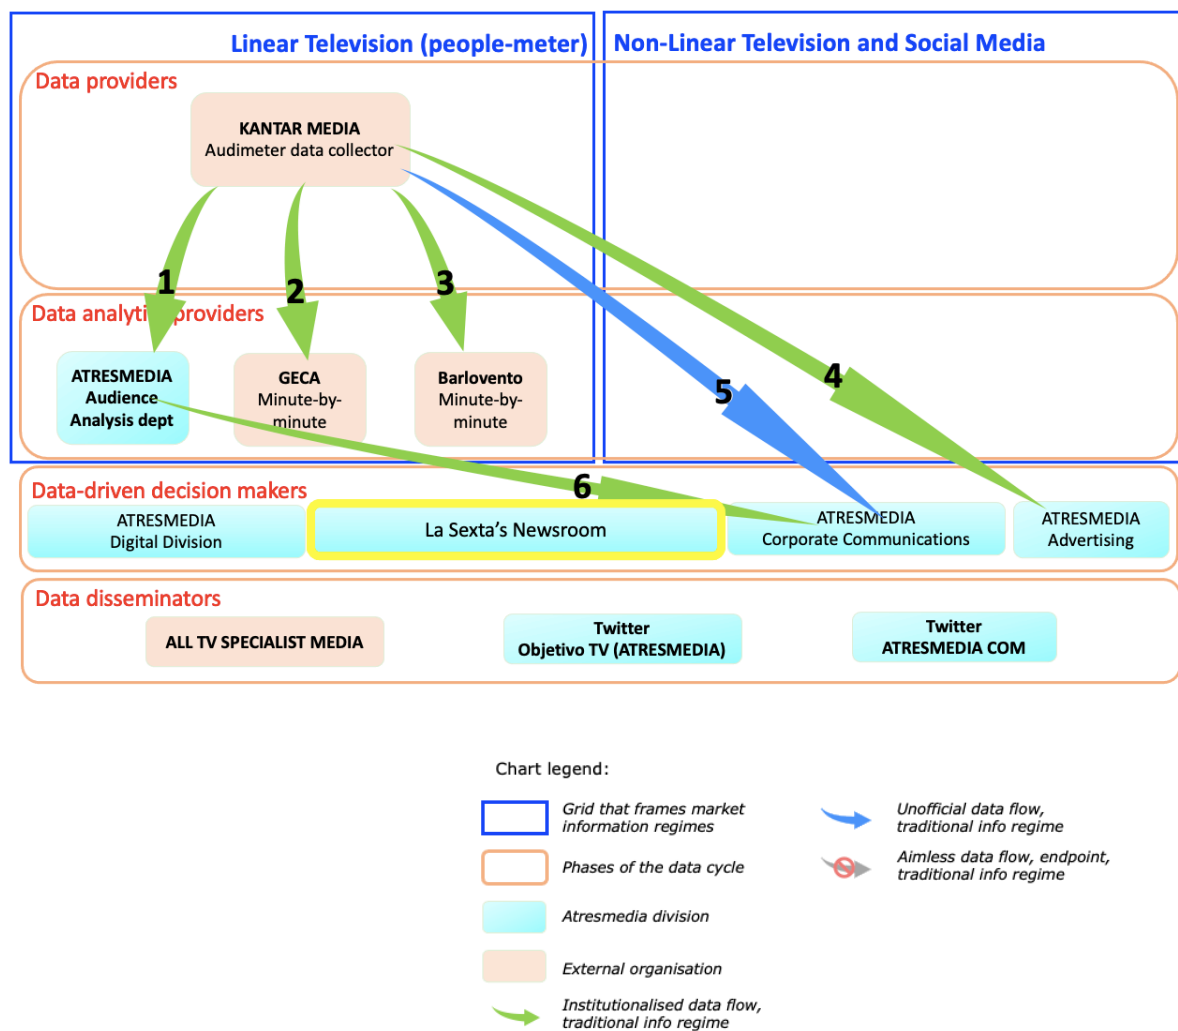 Linear Television (people-meter)
Non-Linear Television and Social Media
Data providers
KANTAR MEDIA
Audimeter data collector
1
2
3
4
5
Data analytics providers
ATRESMEDIA
Audience
Analysis dept
GECA
Minute-by-
minute
Barlovento
Minute-by-
minute
6
Data-driven decision makers
ATRESMEDIA
Digital Division
La Sexta's Newsroom
ATRESMEDIA
Corporate Communications
ATRESMEDIA
Advertising
Data disseminators
ALL TV SPECIALIST MEDIA
Twitter
Objetivo TV (ATRESMEDIA)
Twitter
ATRESMEDIA COM
Chart legend:
Grid that frames market
information regimes
Phases of the data cycle
Atresmedia division
External organisation
Institutionalised data flow,
traditional info regime
Unofficial data flow,
traditional info regime
Aimless data flow, endpoint,
traditional info regime